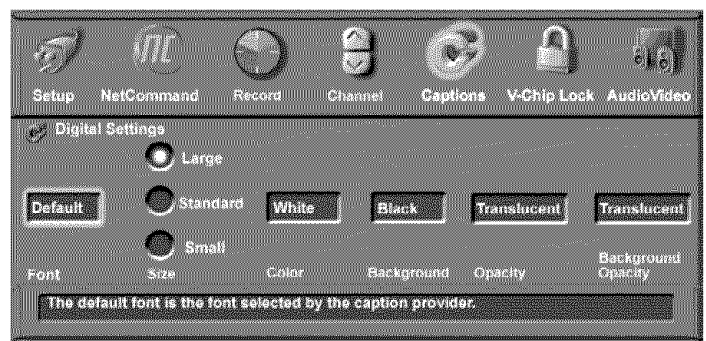 nc
Setup NetCommand Record Channel Captions V-Chip Lock AudioVideo
Digital Settings
Large
Default Standard White Black Translucent Translucent
Small
Font Size Color Background Opacity Background Opacity
The default font is the font selected by the caption provider.